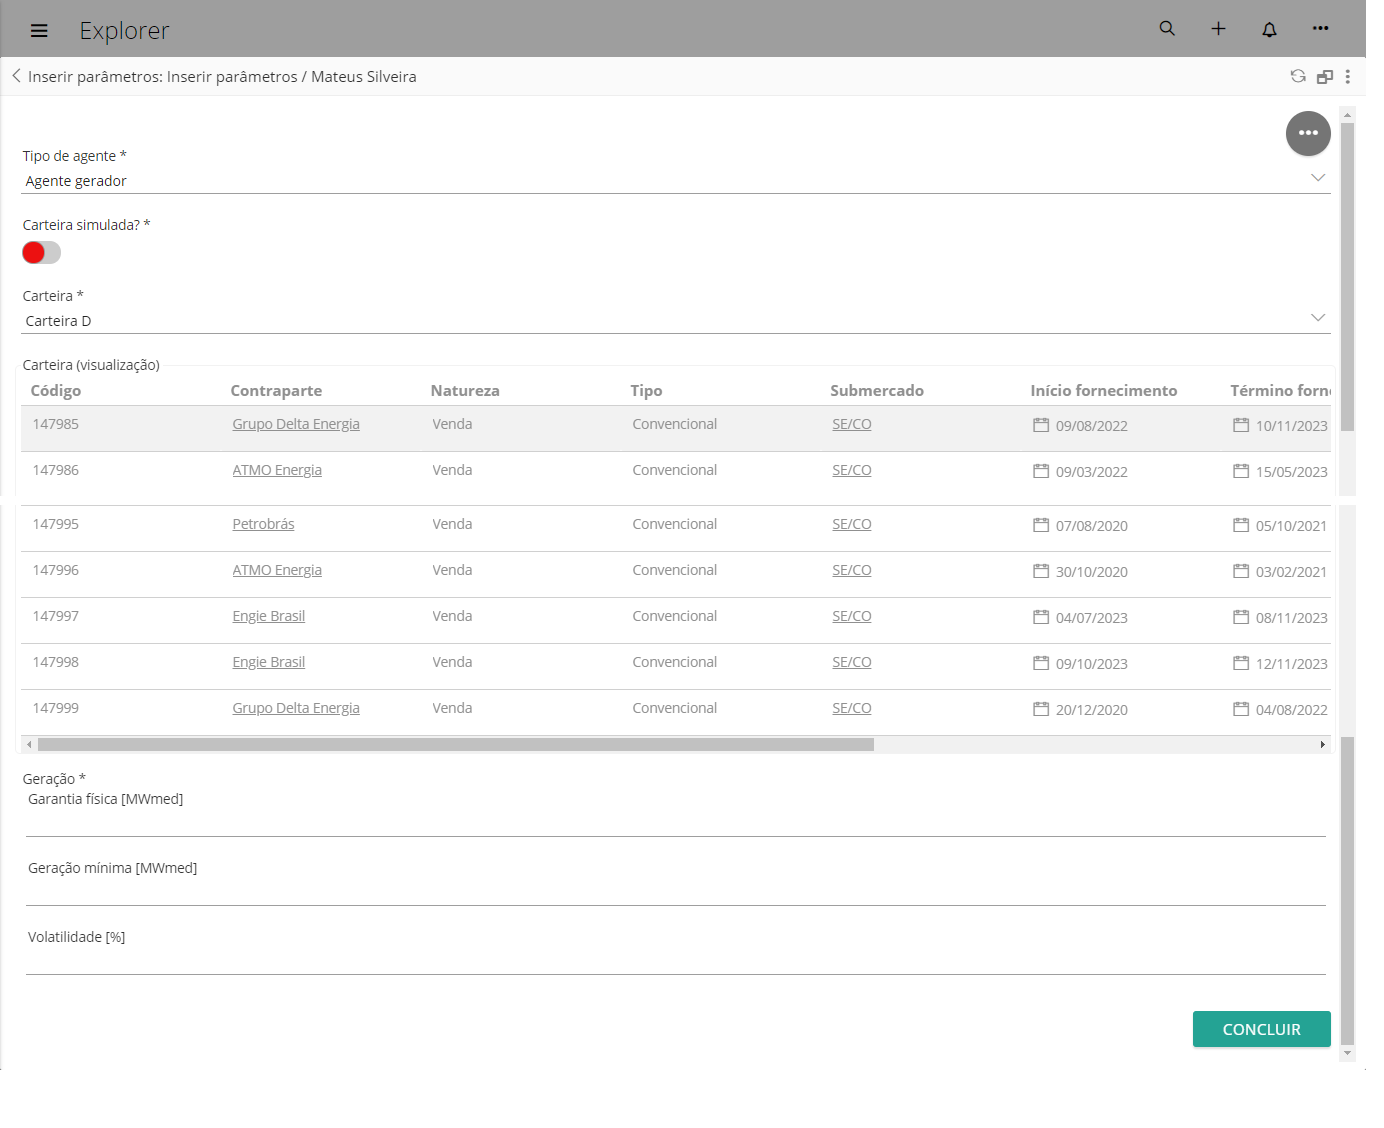 Explorer
Inserir parâmetros: Inserir parâmetros / Mateus Silveira
Tipo de agente *
Agente gerador
Carteira simulada? *
Carteira *
Carteira D
Carteira (visualização)
Código Contraparte Natureza Tipo Submercado Início fornecimento Término forn
147985 Grupo Delta Energia Venda Convencional SE/CO 09/08/2022 10/11/2023
147986 ATMO Energia Venda Convencional SE/CO 09/03/2022 15/05/2023
147995 Petrobrás Venda Convencional SE/CO 07/08/2020 05/10/2021
147996 ATMO Energia Venda Convencional SE/CO 30/10/2020 03/02/2021
147997 Engie Brasil Venda Convencional SE/CO 04/07/2023 08/11/2023
147998 Engie Brasil Venda Convencional SE/CO 09/10/2023 12/11/2023
147999 Grupo Delta Energia Venda Convencional SE/CO 20/12/2020 04/08/2022
Geração *
Garantia física [MWmed]
Geração mínima [MWmed]
Volatilidade [%]
CONCLUIR